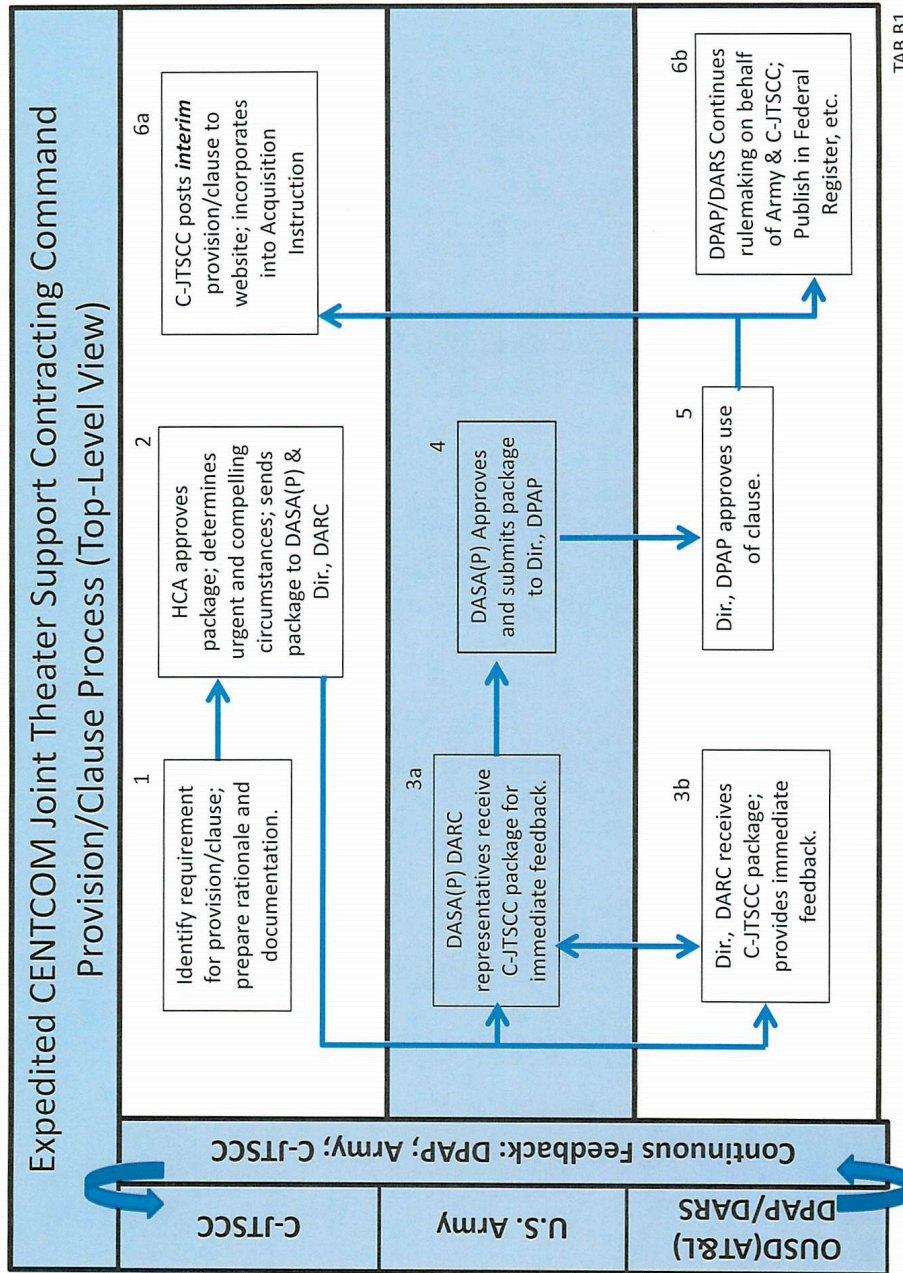 Expedited CENTCOM Joint Theater Support Contracting Command
Provision/Clause Process (Top-Level View)
C-JTSCC
U.S. Army
OUSD(AT&L)
DPAP/DARS
Continuous Feedback: DPAP; Army; C-JTSCC
1
Identify requirement
for provision/clause;
prepare rationale and
documentation.
2
HCA approves
package; determines
urgent and compelling
circumstances; sends
package to DASA(P) &
Dir., DARC
6a
C-JTSCC posts interim
provision/clause to
website; incorporates
into Acquisition
Instruction
3a
DASA(P) DARC
representatives receive
C-JTSCC package for
immediate feedback.
4
DASA(P) Approves
and submits package
to Dir., DPAP
3b
Dir., DARC receives
C-JTSCC package;
provides immediate
feedback.
5
Dir., DPAP approves use
of clause.
6b
DPAP/DARS Continues
rulemaking on behalf
of Army & C-JTSCC;
Publish in Federal
Register, etc.
TAB B1